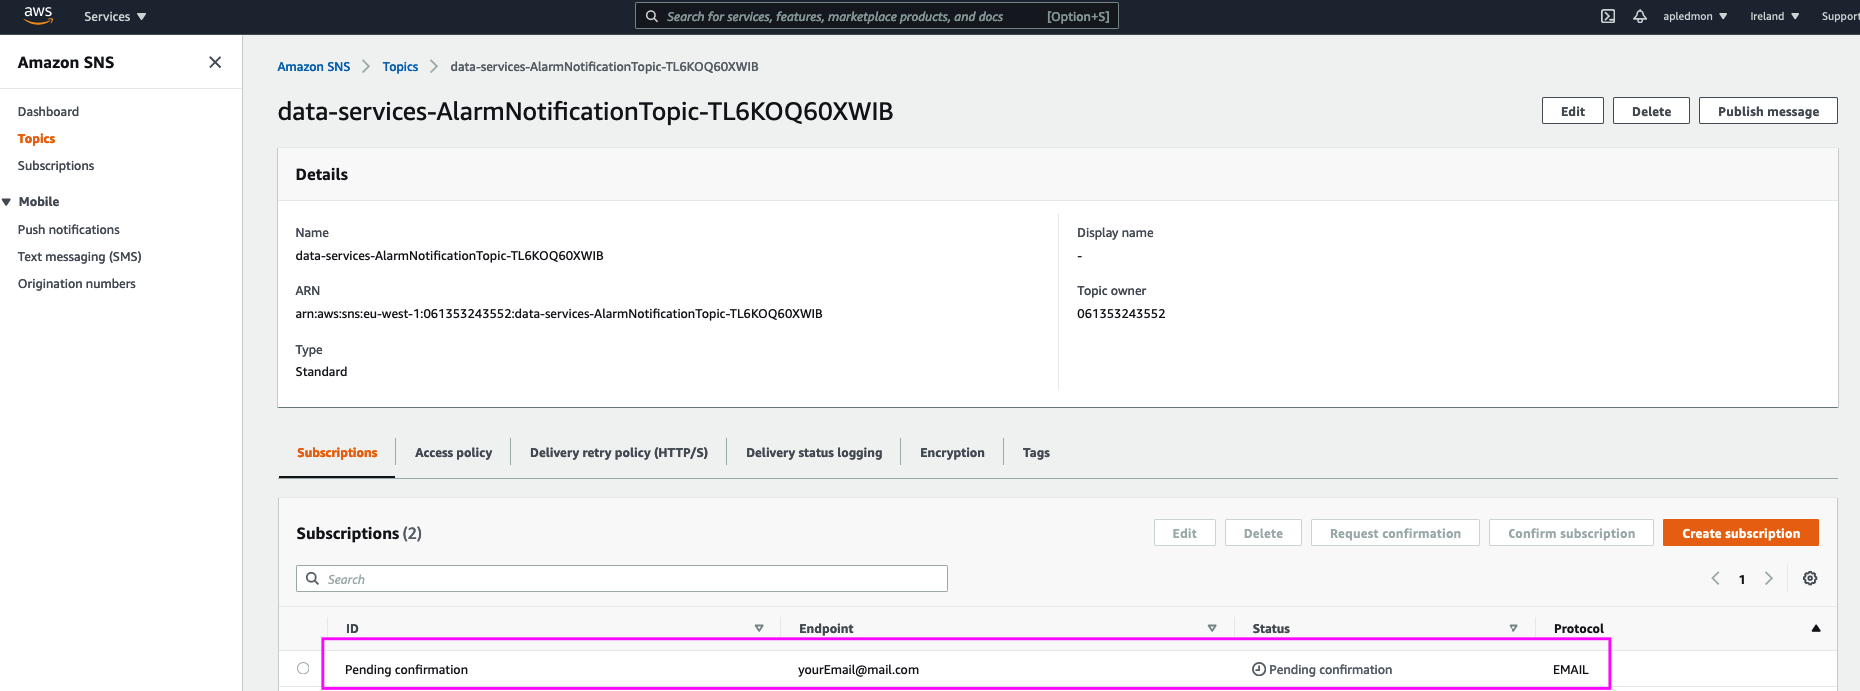 aws
Services
Search for services, features, marketplace products, and docs [Option+S]
apledmon
Ireland
Support
Amazon SNS
Dashboard
Topics
Subscriptions
Mobile
Push notifications
Text messaging (SMS)
Origination numbers
Amazon SNS Topics data-services-AlarmNotificationTopic-TL6KOQ60XWIB
data-services-AlarmNotificationTopic-TL6KOQ60XWIB
Edit
Delete
Publish message
Details
Name
data-services-AlarmNotificationTopic-TL6KOQ60XWIB
ARN
arn:aws:sns:eu-west-1:061353243552:data-services-AlarmNotificationTopic-TL6KOQ60XWIB
Type
Standard
Display name
-
Topic owner
061353243552
Subscriptions
Access policy
Delivery retry policy (HTTP/S)
Delivery status logging
Encryption
Tags
Subscriptions (2)
Edit
Delete
Request confirmation
Confirm subscription
Create subscription
Search
1
ID Endpoint Status Protocol
Pending confirmation yourEmail@mail.com Pending confirmation EMAIL